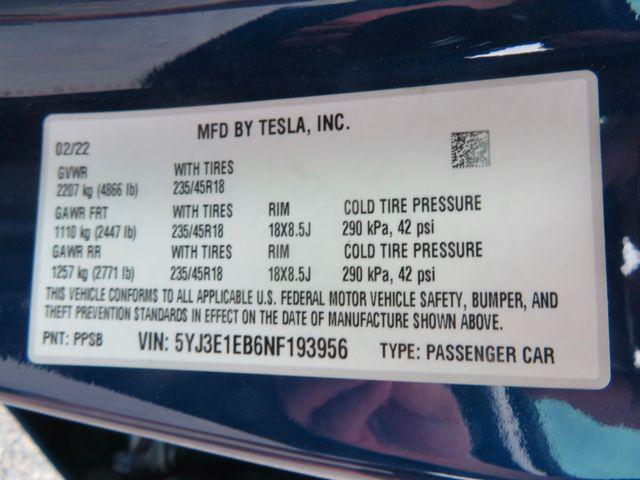 MFD BY TESLA, INC.
02/22
GVWR WITH TIRES
2207 kg (4866 lb) 235/45R18
GAWR FRT WITH TIRES RIM COLD TIRE PRESSURE
1110 kg (2447 lb) 235/45R18 18X8.5J 290 kPa, 42 psi
GAWR RR WITH TIRES RIM COLD TIRE PRESSURE
1257 kg (2771 lb) 235/45R18 18X8.5J 290 kPa, 42 psi
THIS VEHICLE CONFORMS TO ALL APPLICABLE U.S. FEDERAL MOTOR VEHICLE SAFETY, BUMPER, AND
THEFT PREVENTION STANDARDS IN EFFECT ON THE DATE OF MANUFACTURE SHOWN ABOVE.
PNT: PPSB VIN: 5YJ3E1EB6NF193956 TYPE: PASSENGER CAR